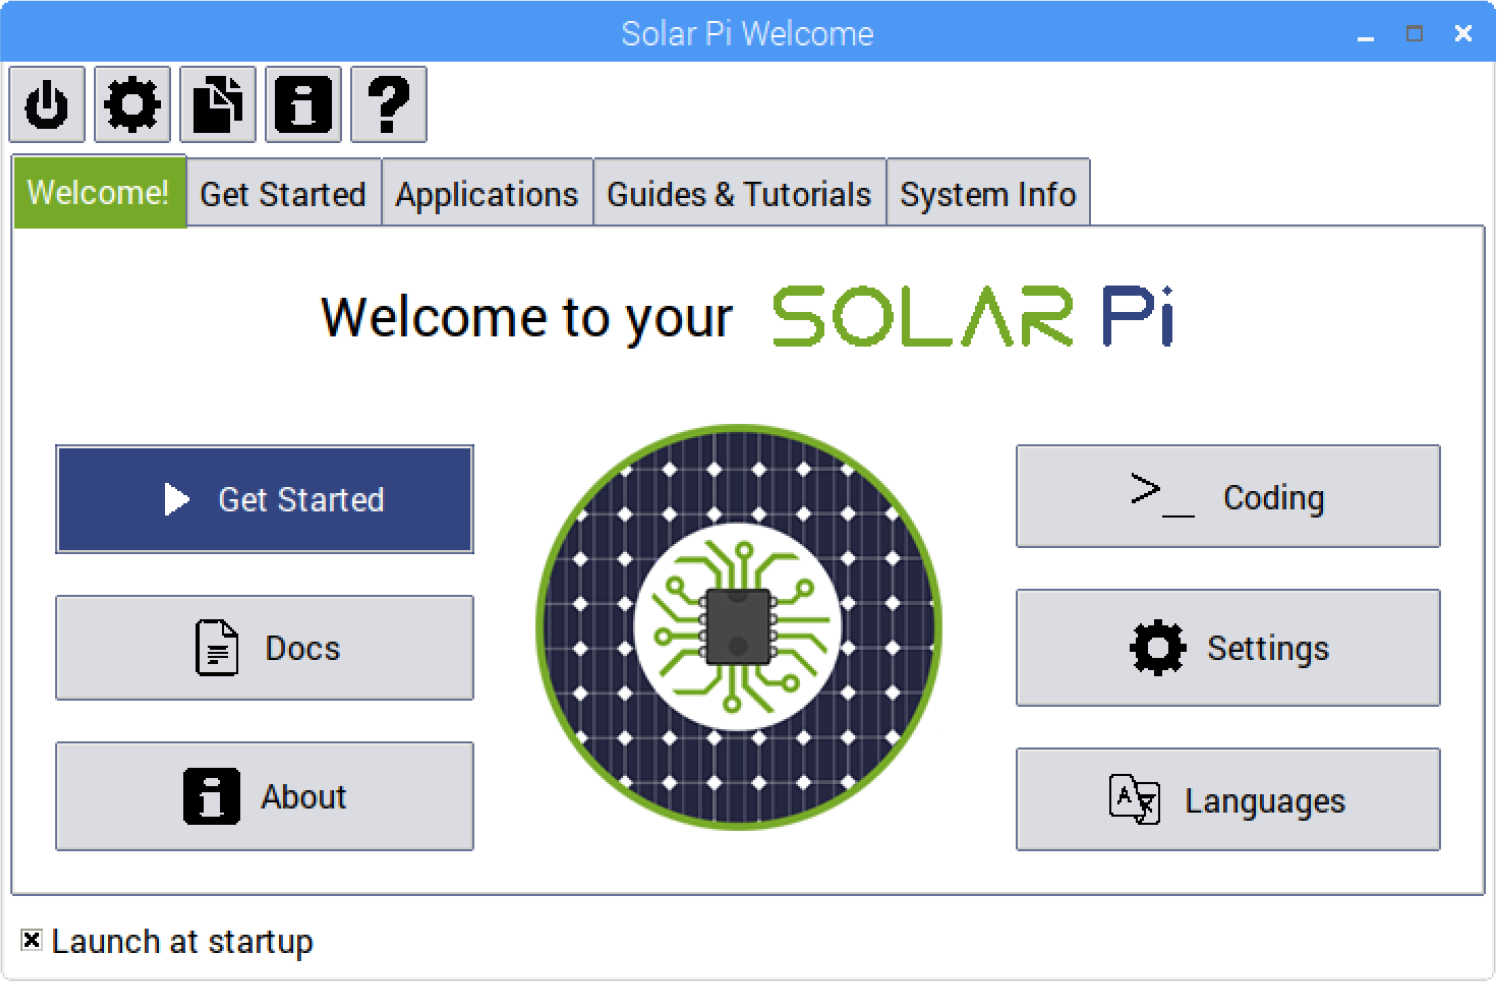 Solar Pi Welcome
Welcome!
Get Started
Applications
Guides & Tutorials
System Info
Welcome to your SOLAR Pi
Get Started
>_ Coding
Docs
Settings
About
Languages
Launch at startup